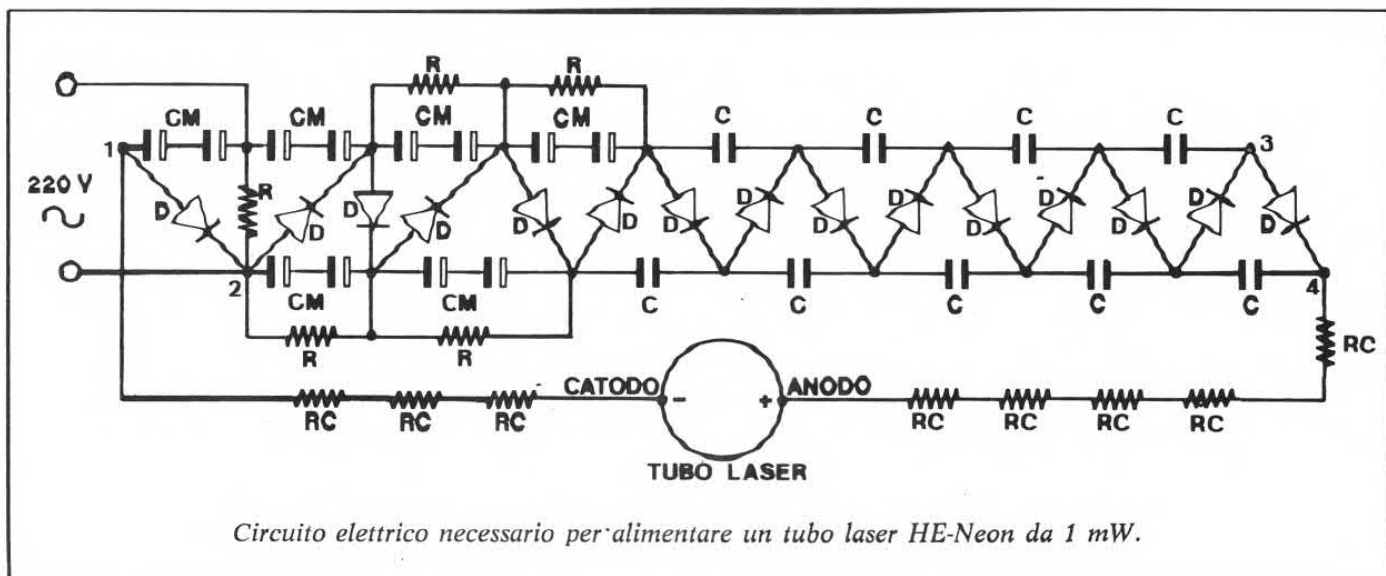 R R
CM CM CM CM C C C C
1 3
220 V
D R D D D D D D D D D D D D D
2 4
CM CM C C C C C
R R
RC
CATODO - + ANODO
RC RC RC RC RC RC RC
TUBO LASER
Circuito elettrico necessario per alimentare un tubo laser HE-Neon da 1 mW.